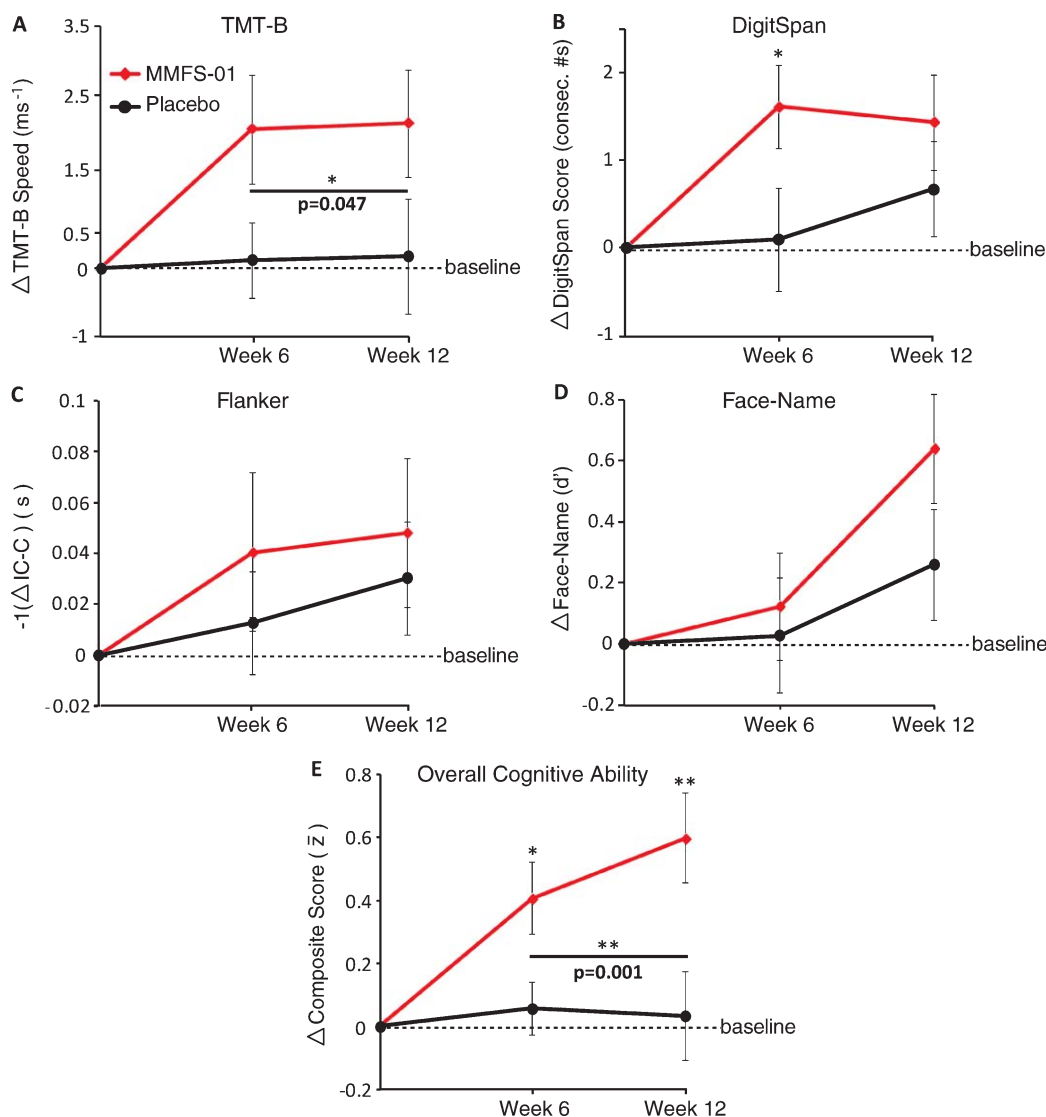 A
TMT-B
3.5
2.5
1.5
0.5
0
-1
△TMT-B Speed (ms-1)
MMFS-01
Placebo
*
p=0.047
baseline
Week 6
Week 12
B
DigitSpan
2
1
0
-1
△DigitSpan Score (consec. #s)
*
baseline
Week 6
Week 12
C
Flanker
0.1
0.08
0.06
0.04
0.02
0
-0.02
-1(△IC-C) (s)
baseline
Week 6
Week 12
D
Face-Name
0.8
0.6
0.4
0.2
0
-0.2
△Face-Name (d')
baseline
Week 6
Week 12
E
Overall Cognitive Ability
0.8
0.6
0.4
0.2
0
-0.2
△Composite Score (z̄)
*
**
**
p=0.001
baseline
Week 6
Week 12